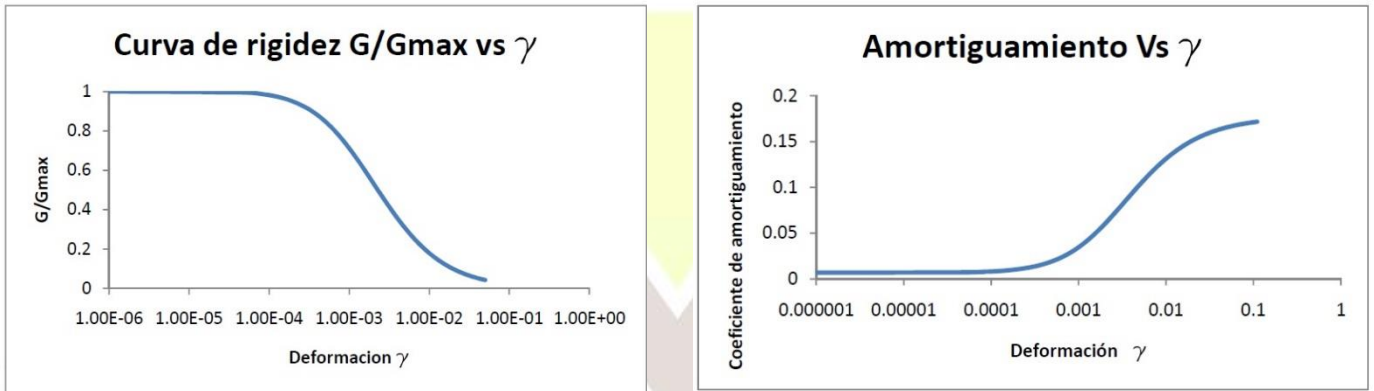 Curva de rigidez G/Gmax vs γ
G/Gmax
1
0.8
0.6
0.4
0.2
0
1.00E-06 1.00E-05 1.00E-04 1.00E-03 1.00E-02 1.00E-01 1.00E+00
Deformacion γ
Amortiguamiento Vs γ
Coeficiente de amortiguamiento
0.2
0.15
0.1
0.05
0
0.000001 0.00001 0.0001 0.001 0.01 0.1 1
Deformación γ